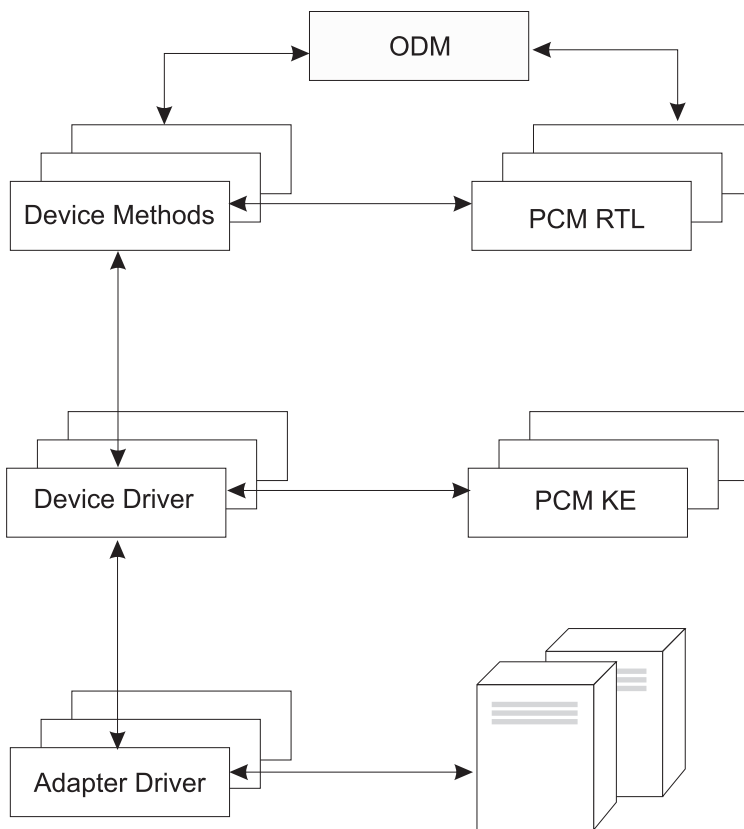 ODM
Device Methods
PCM RTL
Device Driver
PCM KE
Adapter Driver